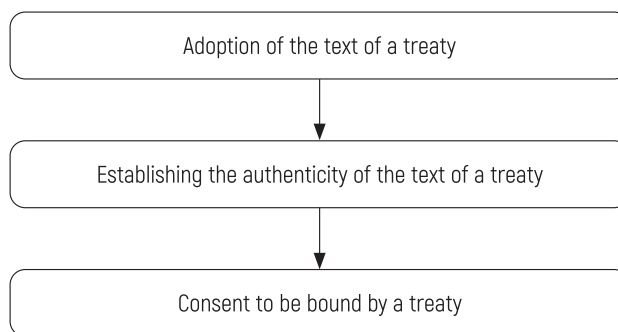 Adoption of the text of a treaty
Establishing the authenticity of the text of a treaty
Consent to be bound by a treaty